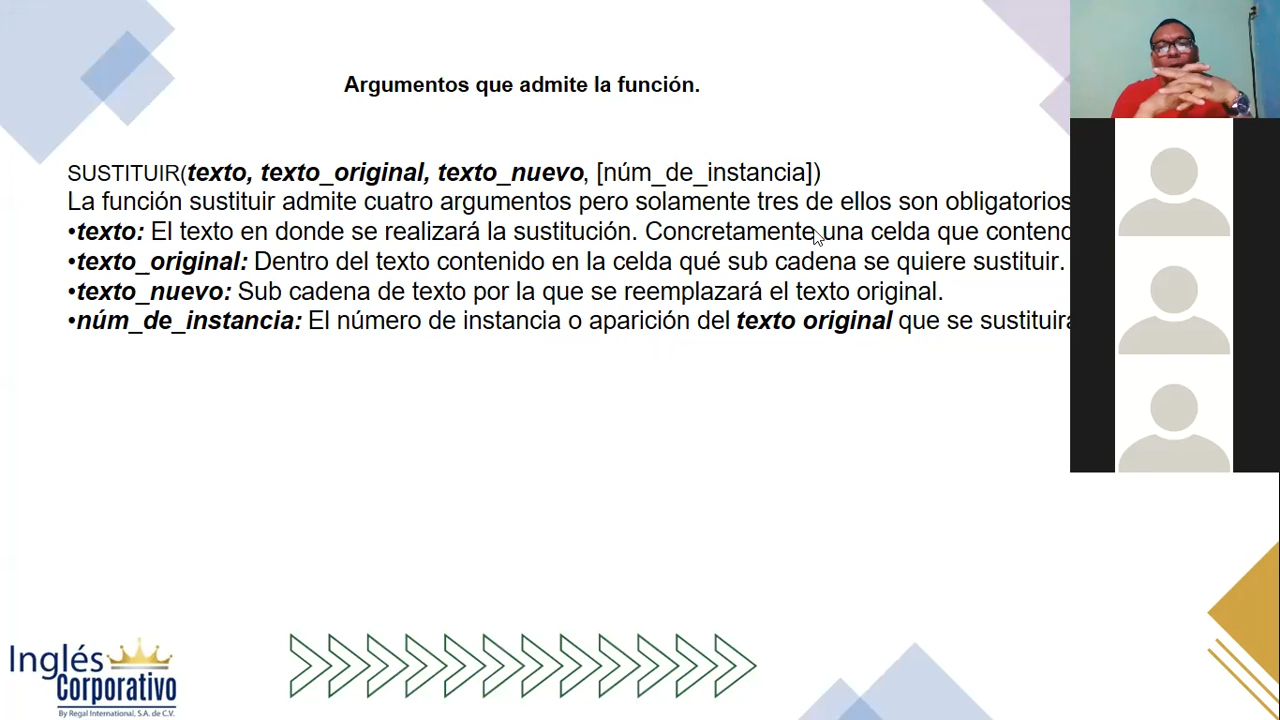 Argumentos que admite la función.
SUSTITUIR(texto, texto_original, texto_nuevo, [núm_de_instancia])
La función sustituir admite cuatro argumentos pero solamente tres de ellos son obligatorios
•texto: El texto en donde se realizará la sustitución. Concretamente una celda que contend
•texto_original: Dentro del texto contenido en la celda qué sub cadena se quiere sustituir.
•texto_nuevo: Sub cadena de texto por la que se reemplazará el texto original.
•núm_de_instancia: El número de instancia o aparición del texto original que se sustituirá
Inglés
Corporativo
By Regal International, S.A. de C.V.